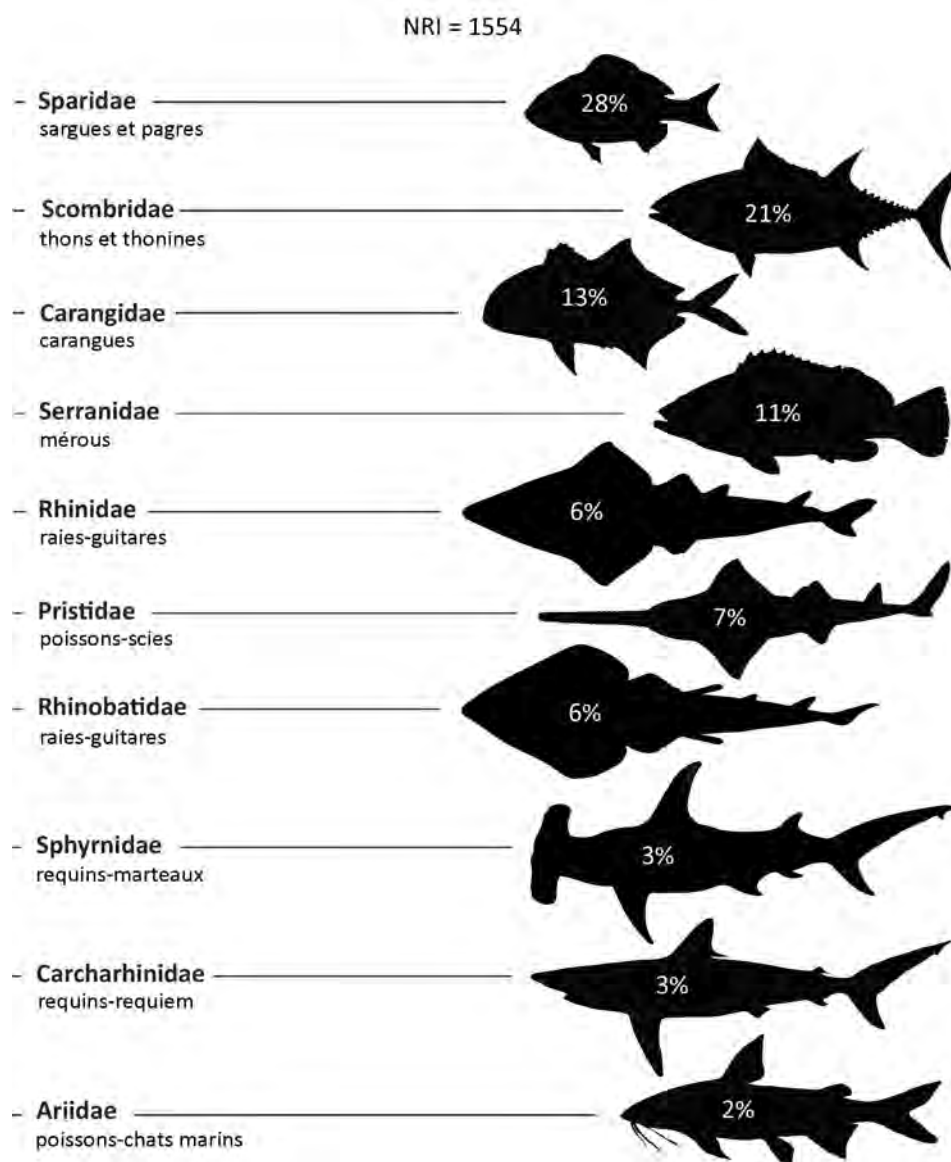 NRI = 1554
Sparidae
sargues et pagres
28%
Scombridae
thons et thonines
21%
Carangidae
carangues
13%
Serranidae
mérous
11%
Rhinidae
raies-guitares
6%
Pristidae
poissons-scies
7%
Rhinobatidae
raies-guitares
6%
Sphyrnidae
requins-marteaux
3%
Carcharhinidae
requins-requiem
3%
Ariidae
poissons-chats marins
2%